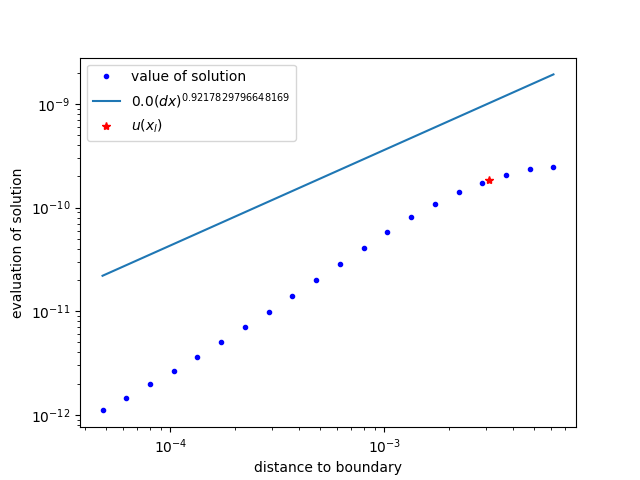 value of solution
0.0(dx)^0.9217829796648169
u(x_l)
evaluation of solution
10^-9
10^-10
10^-11
10^-12
10^-4
10^-3
distance to boundary